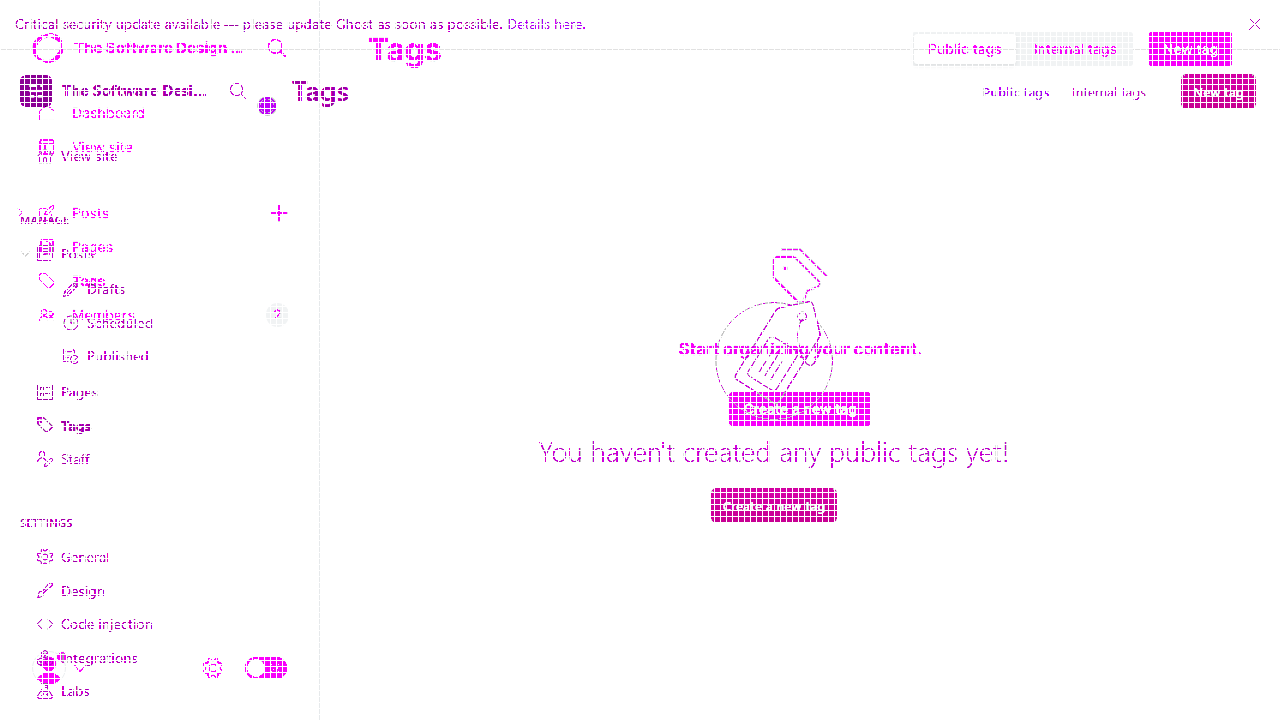 Critical security update available — please update Ghost as soon as possible. Details here.
The Software Design ...
Tags
Public tags
Internal tags
New tag
The Software Desi...
Tags
Public tags
Internal tags
New tag
Dashboard
View site
View site
Posts
MANAGE
Pages
Posts
Tags
Drafts
Members
Scheduled
Start organizing your content.
Published
Pages
Create a new tag
Tags
You haven't created any public tags yet!
Staff
Create a new tag
SETTINGS
General
Design
Code injection
Integrations
Labs